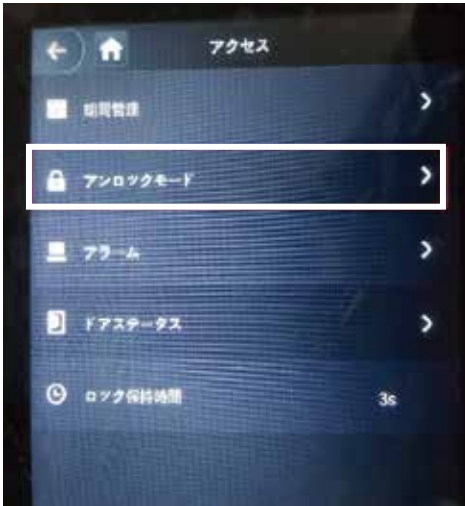 アクセス
期間管理
アンロックモード
アラーム
ドアステータス
ロック保持時間 3s